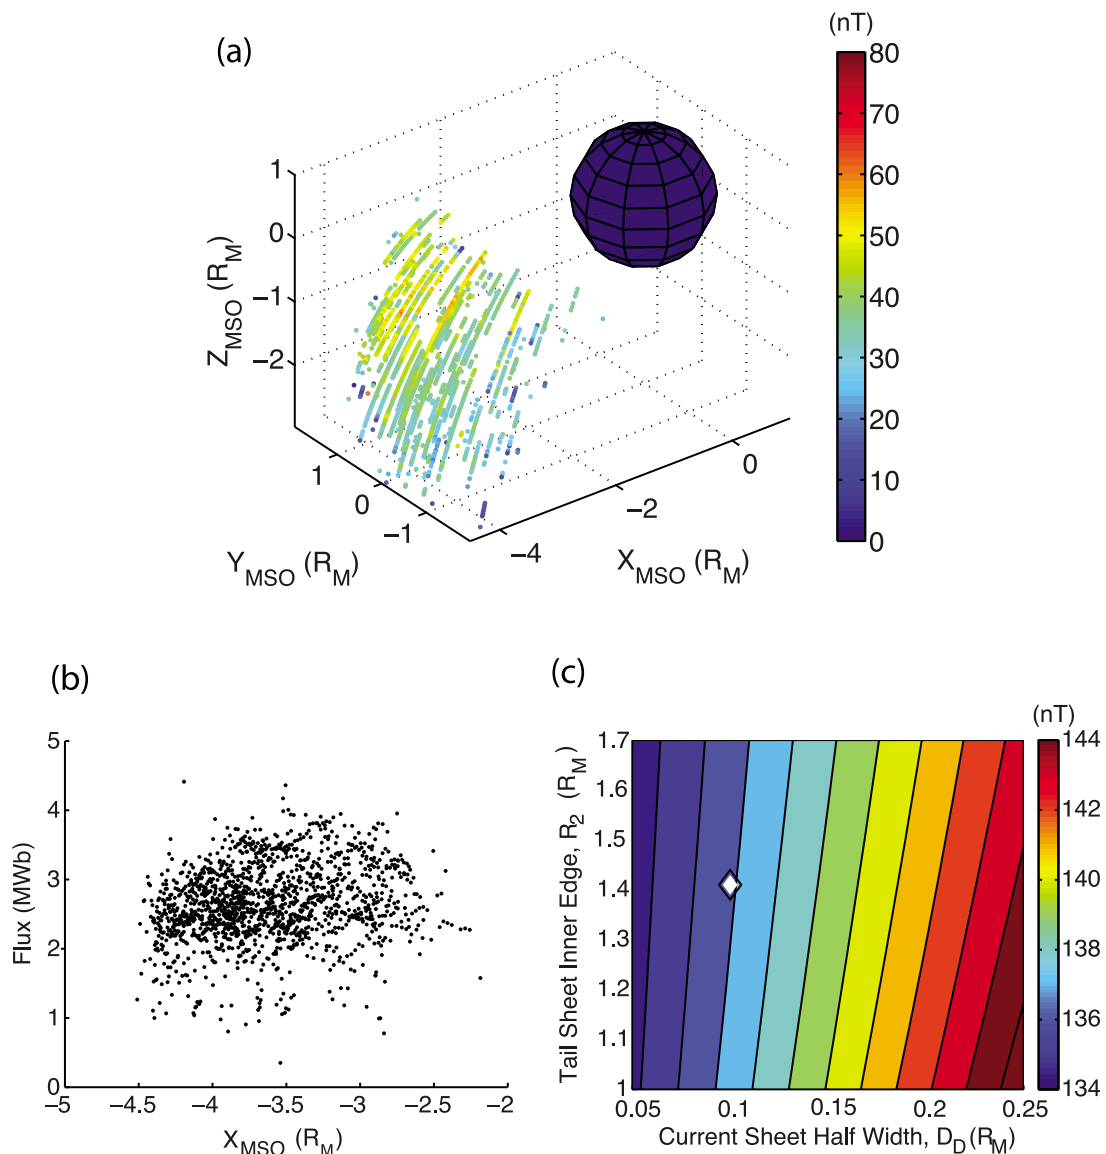 (a)
(nT)
80
70
60
50
40
30
20
10
0
Z_MSO (R_M)
1
0
−1
−2
Y_MSO (R_M)
1
0
−1
X_MSO (R_M)
−4
−2
0
(b)
Flux (MWb)
5
4
3
2
1
0
−5 −4.5 −4 −3.5 −3 −2.5 −2
X_MSO (R_M)
(c)
(nT)
144
142
140
138
136
134
Tail Sheet Inner Edge, R_2 (R_M)
1.7
1.6
1.5
1.4
1.3
1.2
1.1
1
0.05 0.1 0.15 0.2 0.25
Current Sheet Half Width, D_D(R_M)